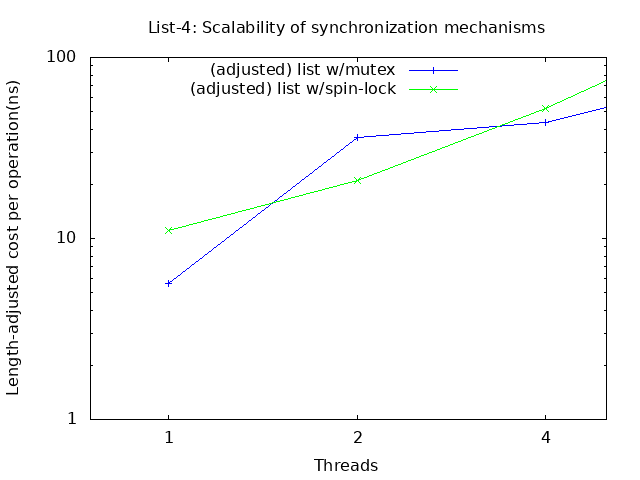 List-4: Scalability of synchronization mechanisms
100
(adjusted) list w/mutex
(adjusted) list w/spin-lock
10
1
Length-adjusted cost per operation(ns)
1
2
4
Threads